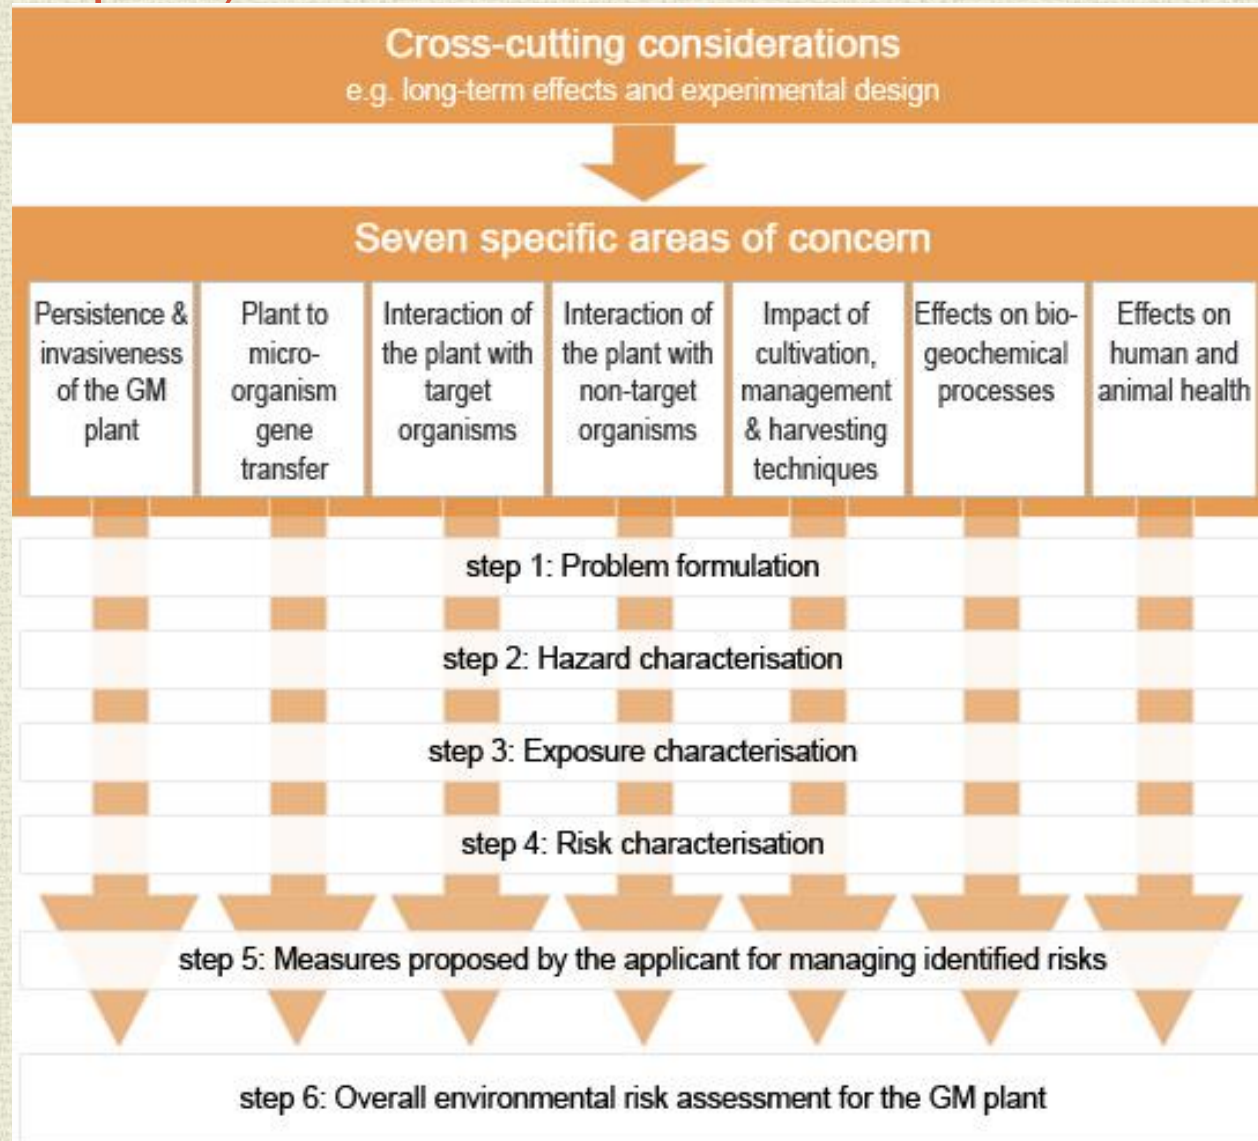 Cross-cutting considerations
e.g. long-term effects and experimental design
Seven specific areas of concern
Persistence &
invasiveness
of the GM
plant
Plant to
micro-
organism
gene
transfer
Interaction of
the plant with
target
organisms
Interaction of
the plant with
non-target
organisms
Impact of
cultivation,
management
& harvesting
techniques
Effects on bio-
geochemical
processes
Effects on
human and
animal health
step 1: Problem formulation
step 2: Hazard characterisation
step 3: Exposure characterisation
step 4: Risk characterisation
step 5: Measures proposed by the applicant for managing identified risks
step 6: Overall environmental risk assessment for the GM plant